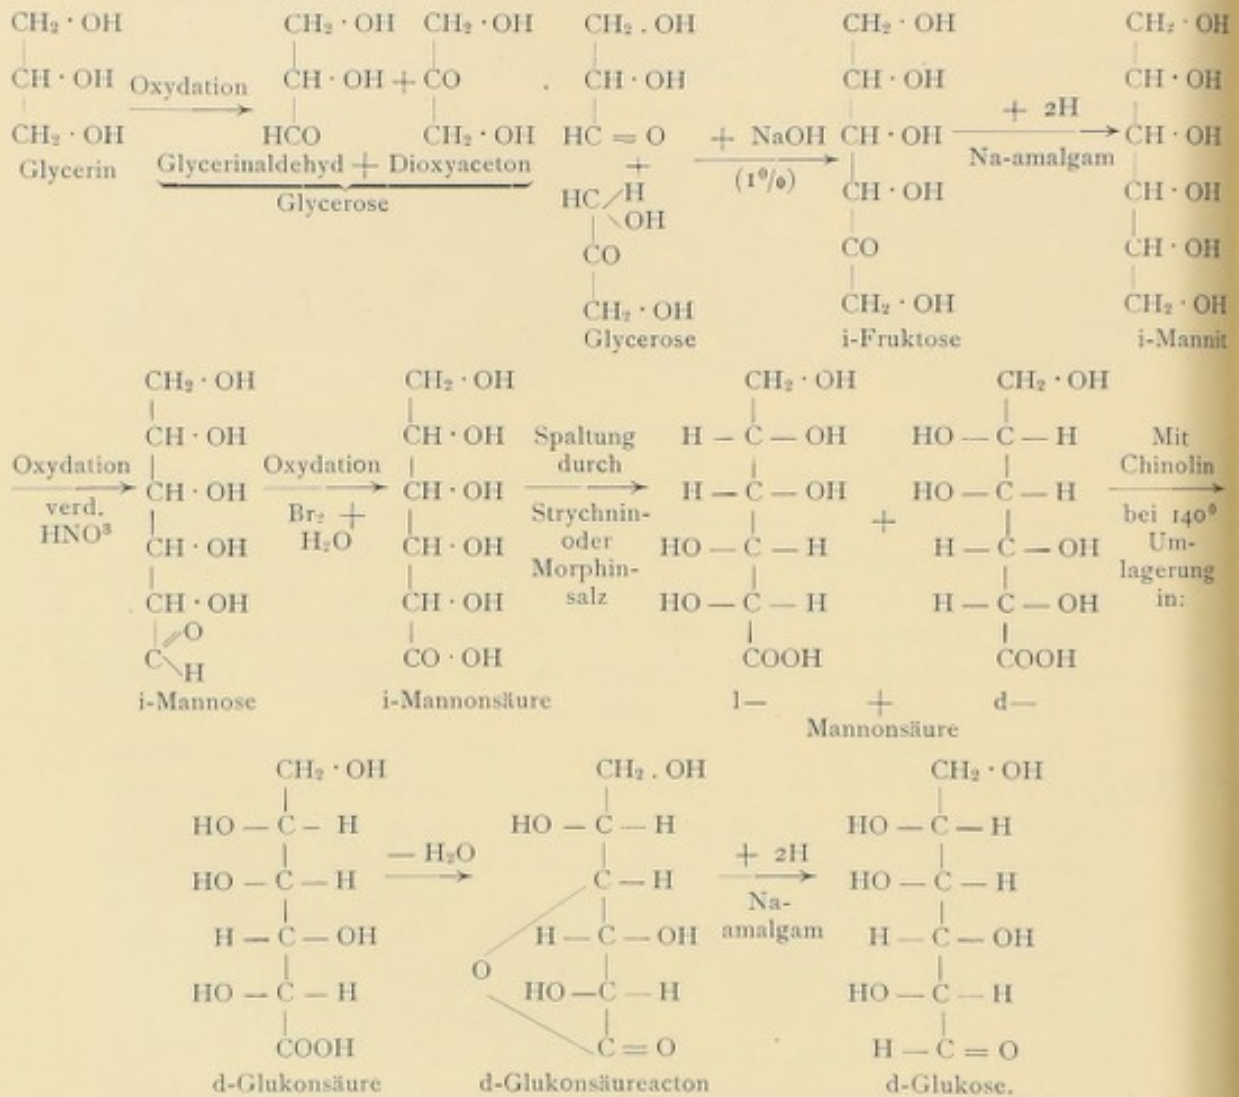 CH₂ · OH CH₂ · OH CH₂ · OH CH₂ . OH CH₂ · OH CH₂ · OH
CH · OH Oxydation CH · OH + CO CH · OH CH · OH + 2H CH · OH
CH₂ · OH HCO CH₂ · OH HC = O + NaOH CH · OH Na-amalgam CH · OH
Glycerin Glycerinaldehyd + Dioxyaceton + (1⁰/₀)
Glycerose HC H CH · OH CH · OH
OH
CO CO CH · OH
CH₂ · OH CH₂ · OH CH₂ · OH
Glycerose i-Fruktose i-Mannit
CH₂ · OH CH₂ · OH CH₂ · OH CH₂ · OH
CH · OH CH · OH Spaltung H — C — OH HO — C — H Mit
Oxydation Oxydation durch Chinolin
CH · OH CH · OH H — C — OH HO — C — H
verd. Br₂ + Strychnin- + bei 140⁰
HNO³ H₂O oder Um-
CH · OH CH · OH HO — C — H H — C — OH
Morphin- lagerung
CH · OH CH · OH salz HO — C — H H — C — OH in:
O
C H CO · OH COOH COOH
i-Mannose i-Mannonsäure l— + d—
Mannonsäure
CH₂ · OH CH₂ . OH CH₂ · OH
HO — C — H HO — C — H HO — C — H
— H₂O + 2H
HO — C — H C — H HO — C — H
Na-
H — C — OH H — C — OH amalgam H — C — OH
O
HO — C — H HO — C — H HO — C — H
COOH C = O H — C = O
d-Glukonsäure d-Glukonsäureacton d-Glukose.